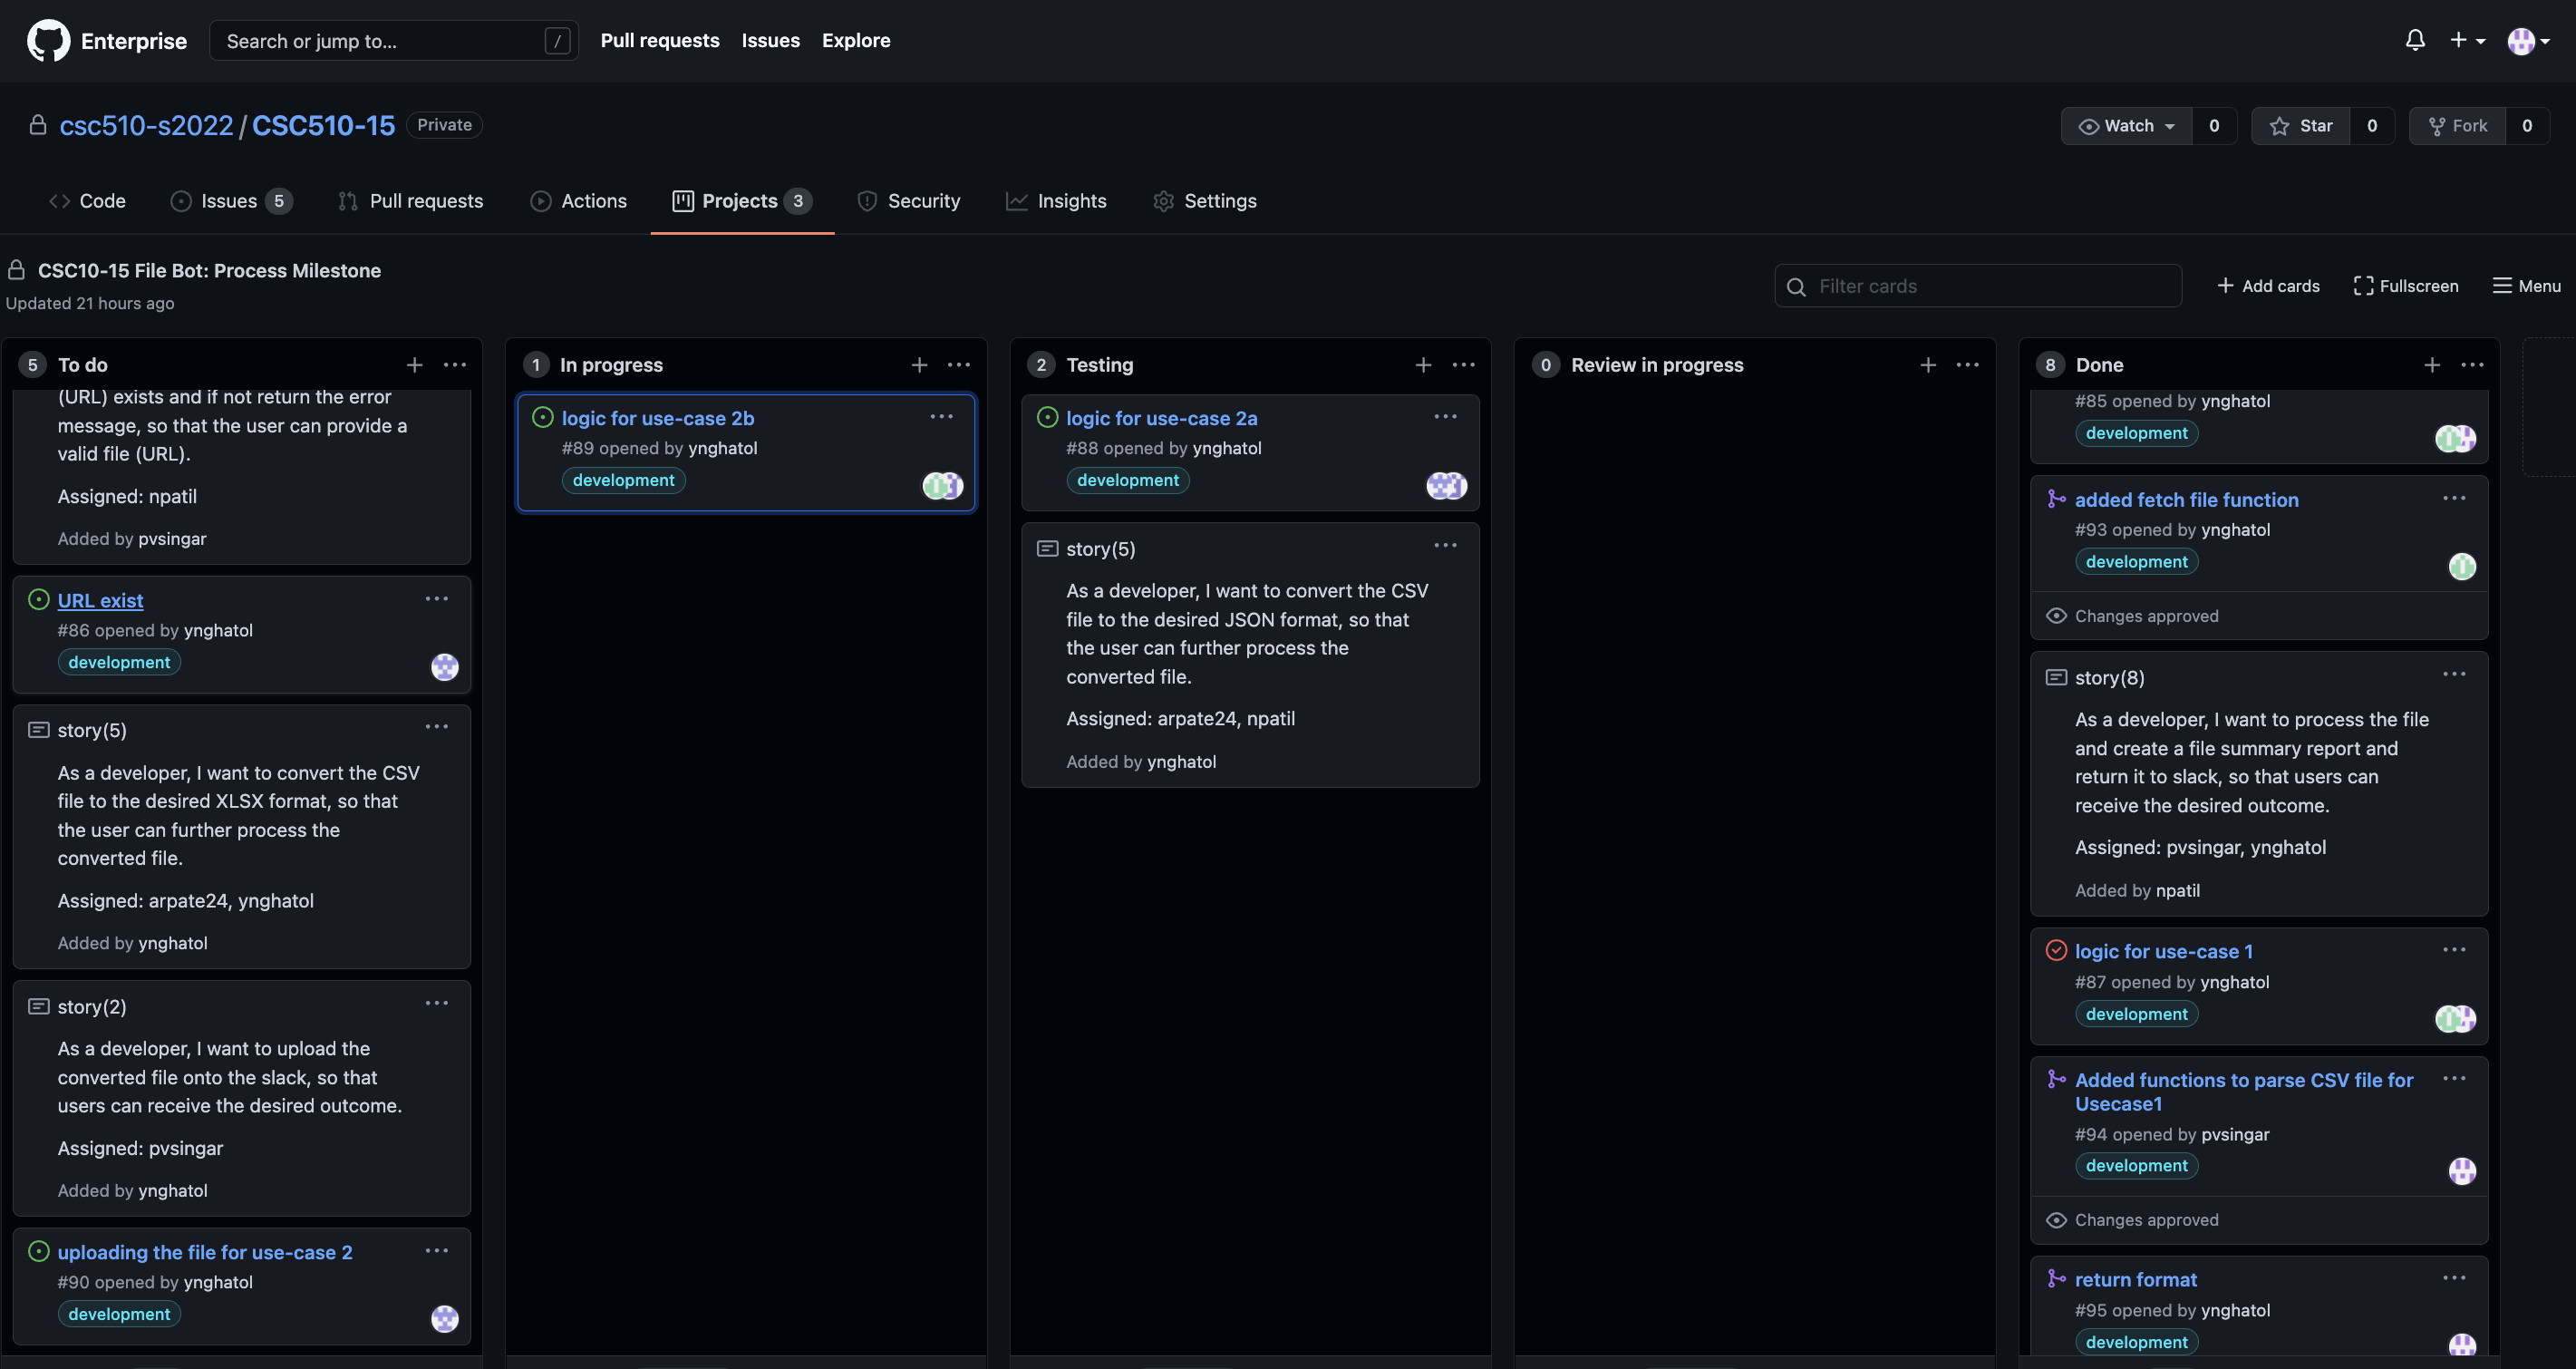 Enterprise
Search or jump to...
/
Pull requests
Issues
Explore
csc510-s2022 / CSC510-15
Private
Watch
0
Star
0
Fork
0
Code
Issues 5
Pull requests
Actions
Projects 3
Security
Insights
Settings
CSC10-15 File Bot: Process Milestone
Updated 21 hours ago
Filter cards
Add cards
Fullscreen
Menu
5 To do
(URL) exists and if not return the error
message, so that the user can provide a
valid file (URL).
Assigned: npatil
Added by pvsingar
URL exist
#86 opened by ynghatol
development
story(5)
As a developer, I want to convert the CSV
file to the desired XLSX format, so that
the user can further process the
converted file.
Assigned: arpate24, ynghatol
Added by ynghatol
story(2)
As a developer, I want to upload the
converted file onto the slack, so that
users can receive the desired outcome.
Assigned: pvsingar
Added by ynghatol
uploading the file for use-case 2
#90 opened by ynghatol
development
1 In progress
logic for use-case 2b
#89 opened by ynghatol
development
2 Testing
logic for use-case 2a
#88 opened by ynghatol
development
story(5)
As a developer, I want to convert the CSV
file to the desired JSON format, so that
the user can further process the
converted file.
Assigned: arpate24, npatil
Added by ynghatol
0 Review in progress
8 Done
#85 opened by ynghatol
development
added fetch file function
#93 opened by ynghatol
development
Changes approved
story(8)
As a developer, I want to process the file
and create a file summary report and
return it to slack, so that users can
receive the desired outcome.
Assigned: pvsingar, ynghatol
Added by npatil
logic for use-case 1
#87 opened by ynghatol
development
Added functions to parse CSV file for
Usecase1
#94 opened by pvsingar
development
Changes approved
return format
#95 opened by ynghatol
development